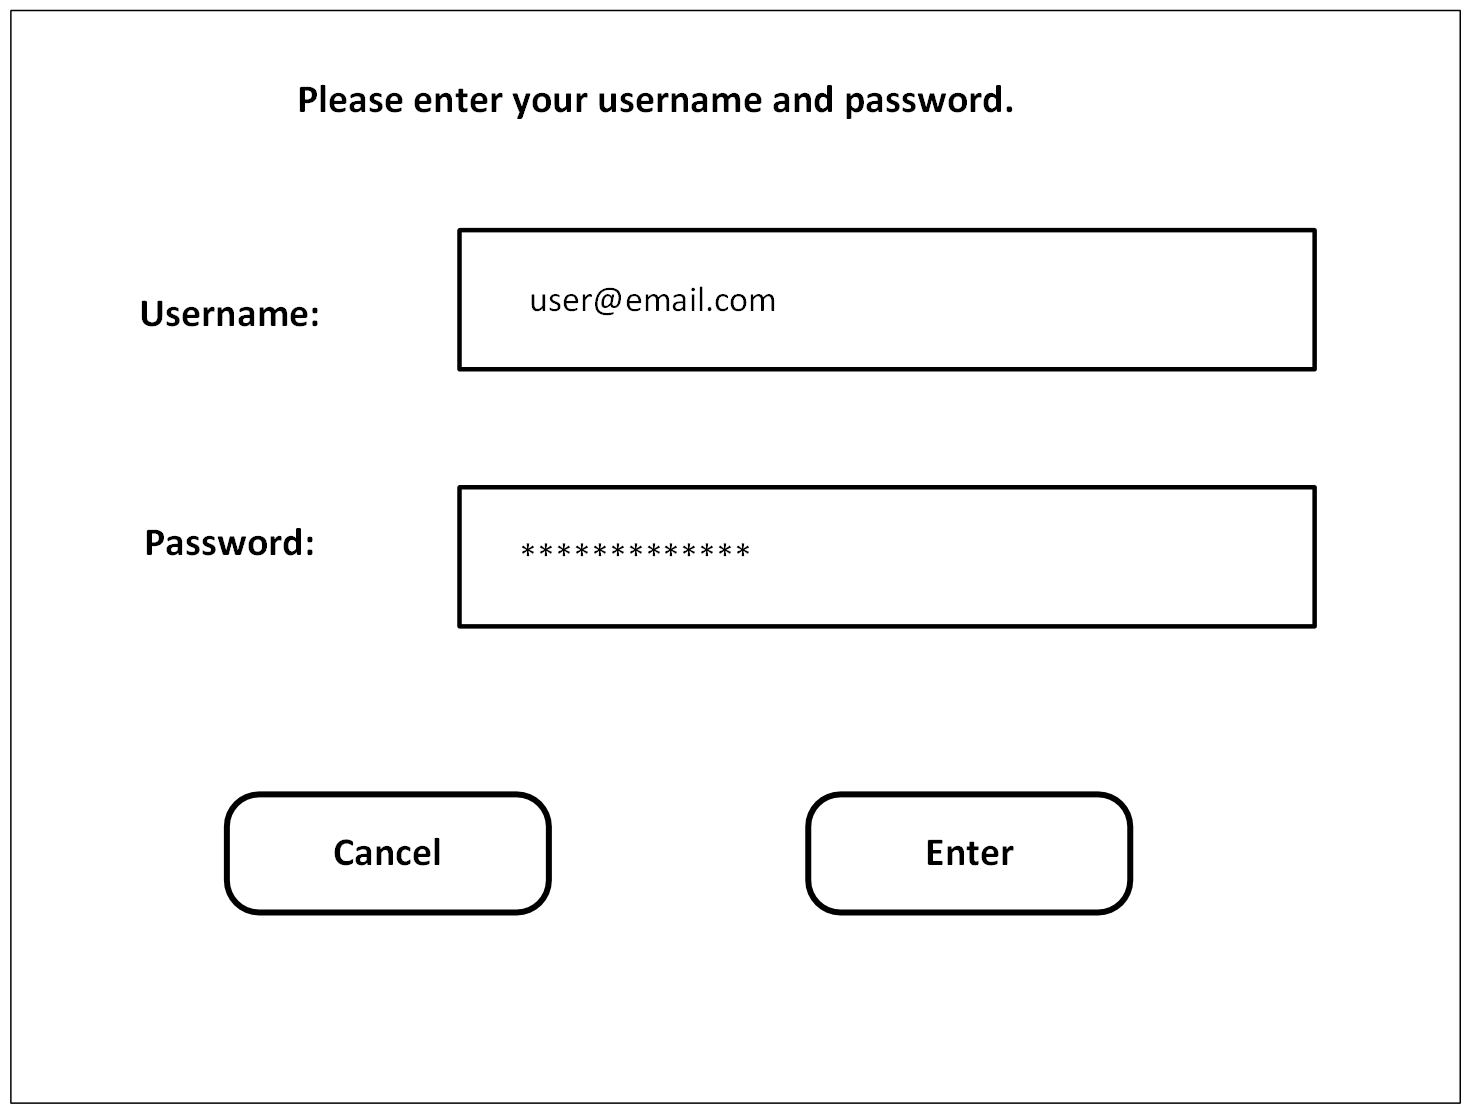 Please enter your username and password.
Username:
user@email.com
Password:
*************
Cancel
Enter